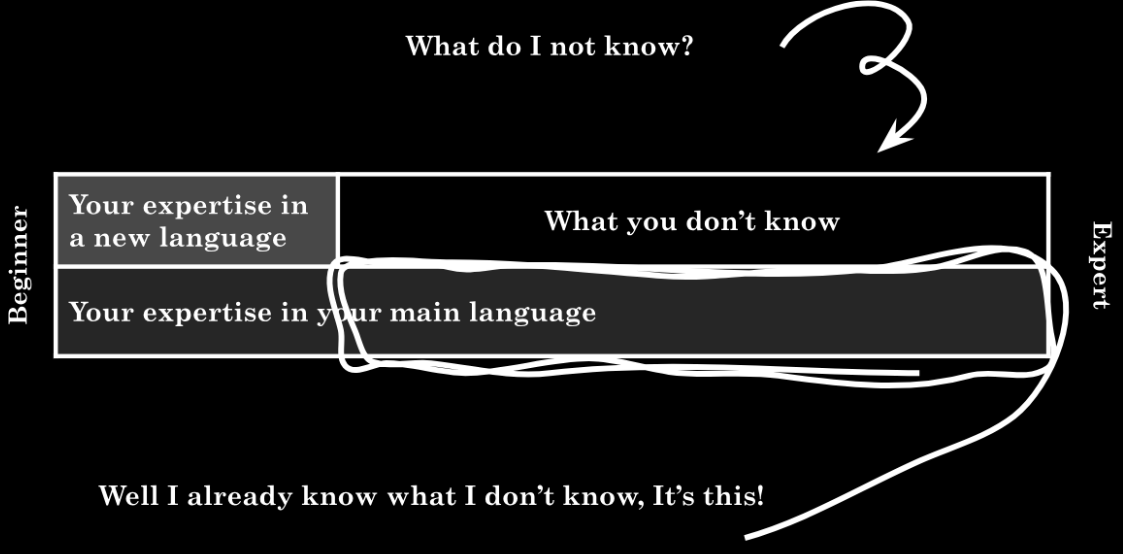 What do I not know?
Beginner
Your expertise in
a new language
What you don't know
Expert
Your expertise in your main language
Well I already know what I don't know, It's this!